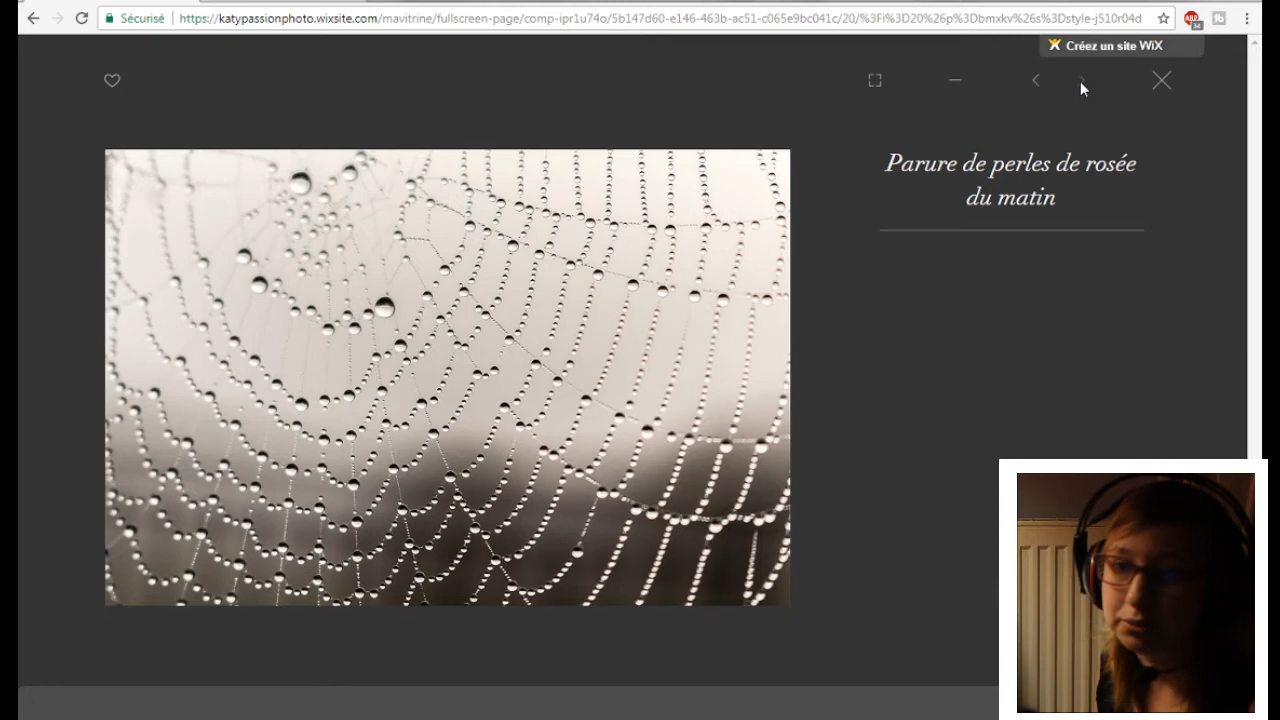 Sécurisé | https://katypassionphoto.wixsite.com/mavitrine/fullscreen-page/comp-ipr1u74o/5b147d60-e146-463b-ac51-c065e9bc041c/20/%3Fi%3D20%26p%3Dbmxkv%26s%3Dstyle-j510r04d
Créez un site WiX
Parure de perles de rosée
du matin